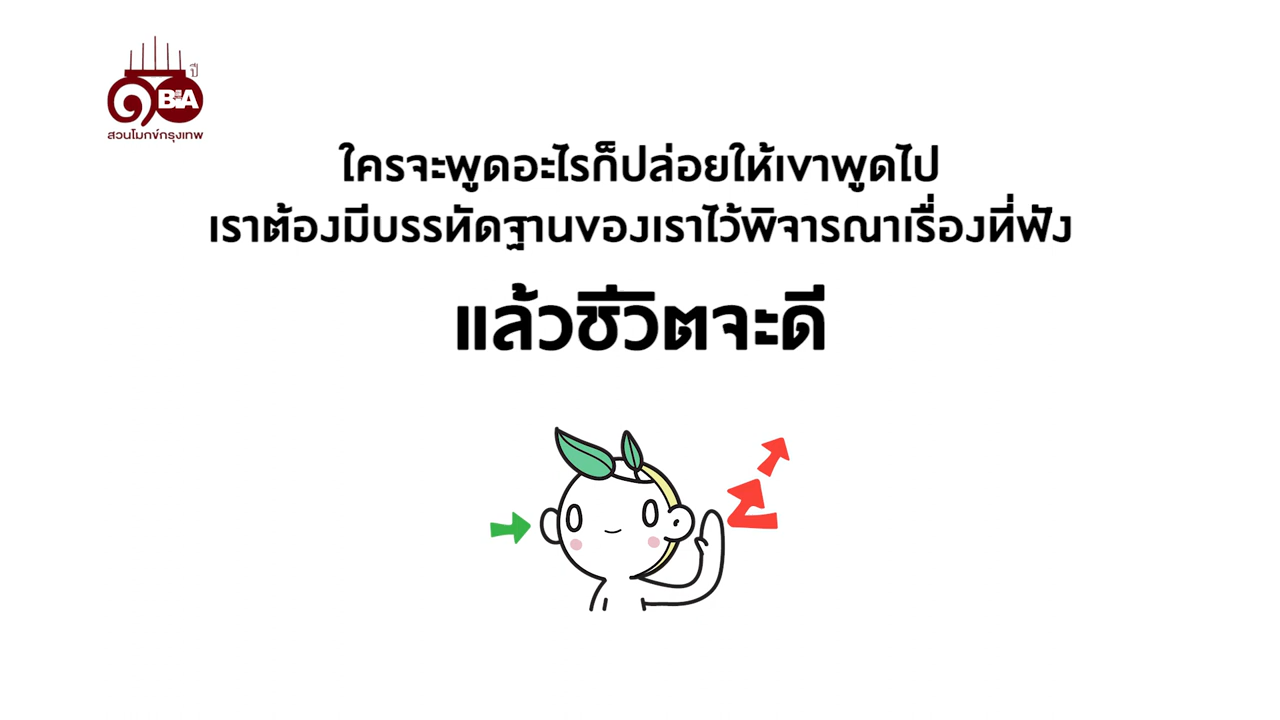 ๑๐ ปี
BIA
สวนโมกข์กรุงเทพ
ใครจะพูดอะไรก็ปล่อยให้เขาพูดไป
เราต้องมีบรรทัดฐานของเราไว้พิจารณาเรื่องที่ฟัง
แล้วชีวิตจะดี